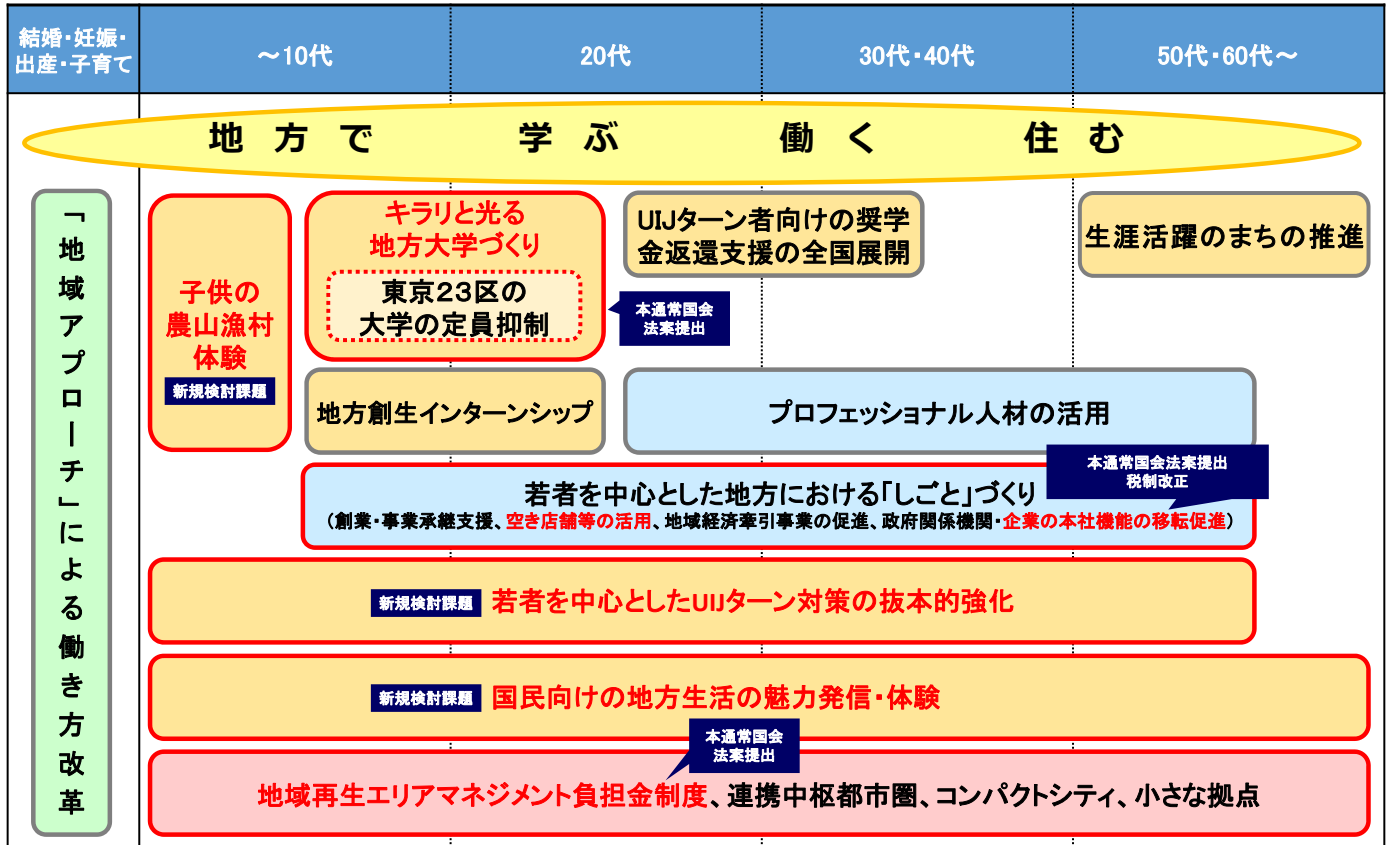 結婚・妊娠・
出産・子育て
～10代
20代
30代・40代
50代・60代～
地方で 学ぶ 働く 住む
「地域アプローチ」による働き方改革
子供の
農山漁村
体験
新規検討課題
キラリと光る
地方大学づくり
東京23区の
大学の定員抑制
本通常国会
法案提出
UIJターン者向けの奨学
金返還支援の全国展開
生涯活躍のまちの推進
地方創生インターンシップ
プロフェッショナル人材の活用
本通常国会法案提出
税制改正
若者を中心とした地方における「しごと」づくり
（創業・事業承継支援、空き店舗等の活用、地域経済牽引事業の促進、政府関係機関・企業の本社機能の移転促進）
新規検討課題 若者を中心としたUIJターン対策の抜本的強化
新規検討課題 国民向けの地方生活の魅力発信・体験
本通常国会
法案提出
地域再生エリアマネジメント負担金制度、連携中枢都市圏、コンパクトシティ、小さな拠点